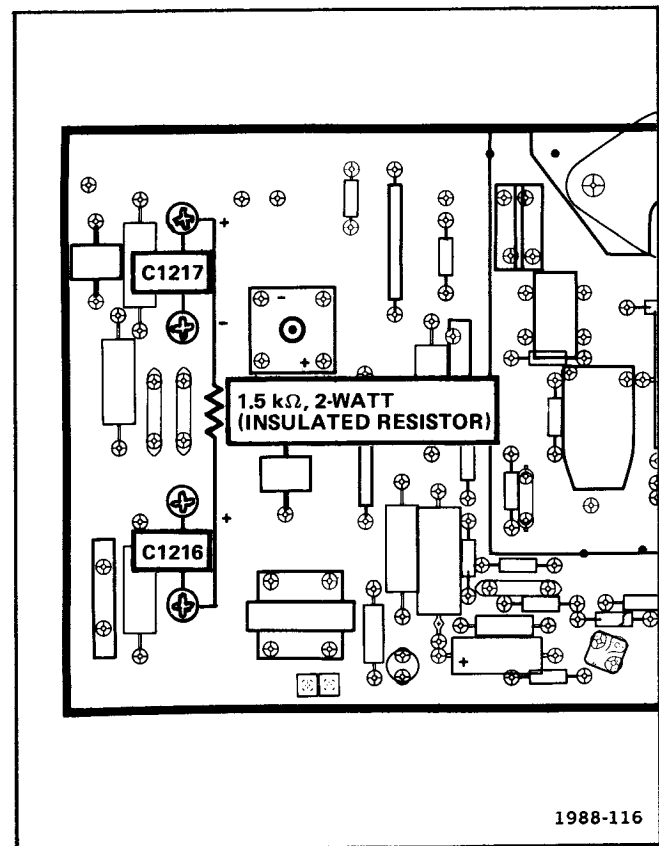 +
C1217
-
-
+
1.5 kΩ, 2-WATT
(INSULATED RESISTOR)
+
C1216
+
1988-116